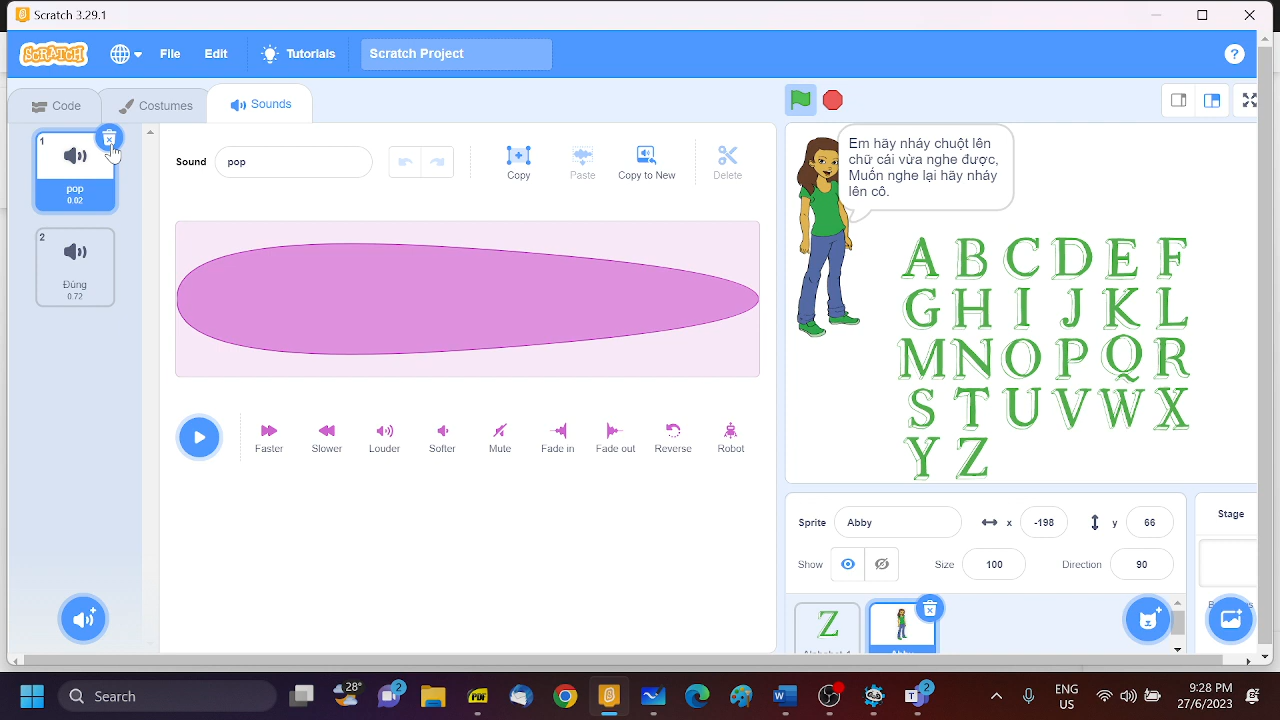 Scratch 3.29.1
SCRATCH
File
Edit
Tutorials
Scratch Project
?
Code
Costumes
Sounds
1
pop
0.02
2
Đúng
0.72
Sound
pop
Copy
Paste
Copy to New
Delete
Faster
Slower
Louder
Softer
Mute
Fade in
Fade out
Reverse
Robot
Em hãy nháy chuột lên
chữ cái vừa nghe được,
Muốn nghe lại hãy nháy
lên cô.
A B C D E F
G H I J K L
M N O P Q R
S T U V W X
Y Z
Sprite
Abby
x
-198
y
66
Show
Size
100
Direction
90
Stage
Z
Abby
Search
28°
2
PDF
W
T
2
ENG
US
9:28 PM
27/6/2023